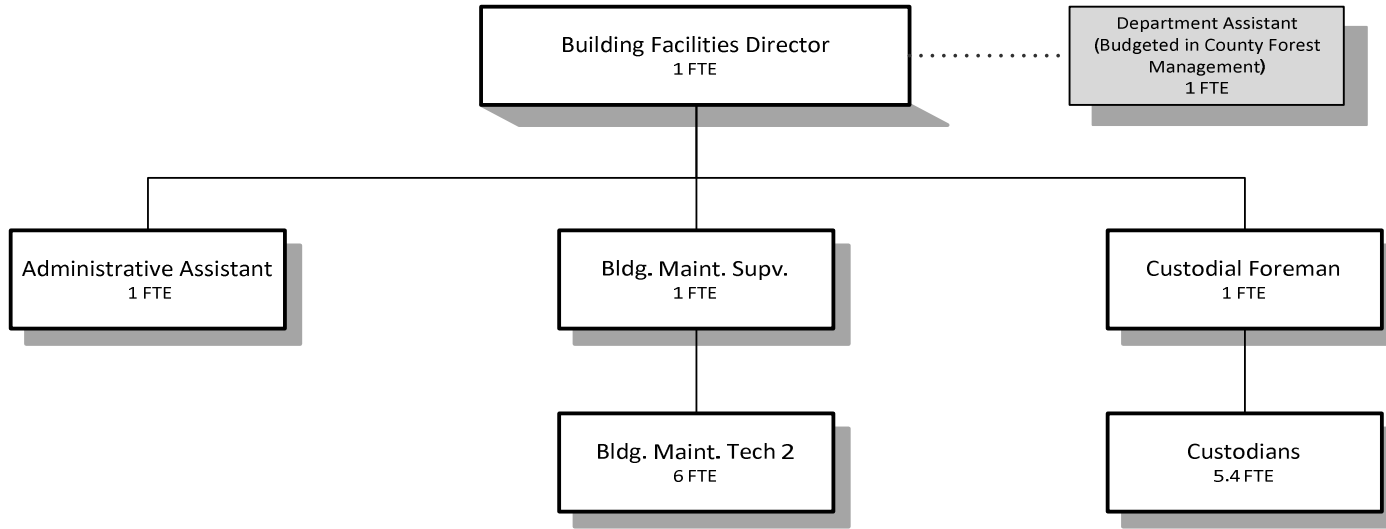 Building Facilities Director
1 FTE
Department Assistant
(Budgeted in County Forest
Management)
1 FTE
Administrative Assistant
1 FTE
Bldg. Maint. Supv.
1 FTE
Custodial Foreman
1 FTE
Bldg. Maint. Tech 2
6 FTE
Custodians
5.4 FTE